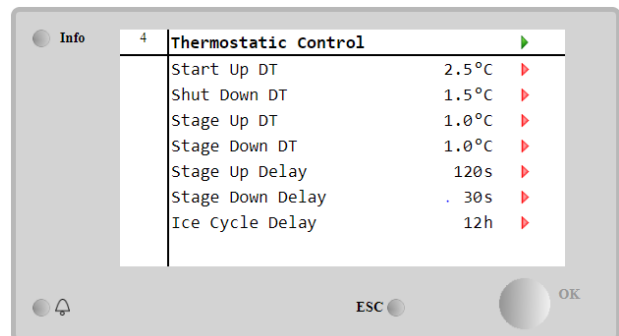 Info
4 Thermostatic Control
Start Up DT 2.5°C
Shut Down DT 1.5°C
Stage Up DT 1.0°C
Stage Down DT 1.0°C
Stage Up Delay 120s
Stage Down Delay . 30s
Ice Cycle Delay 12h
ESC
OK